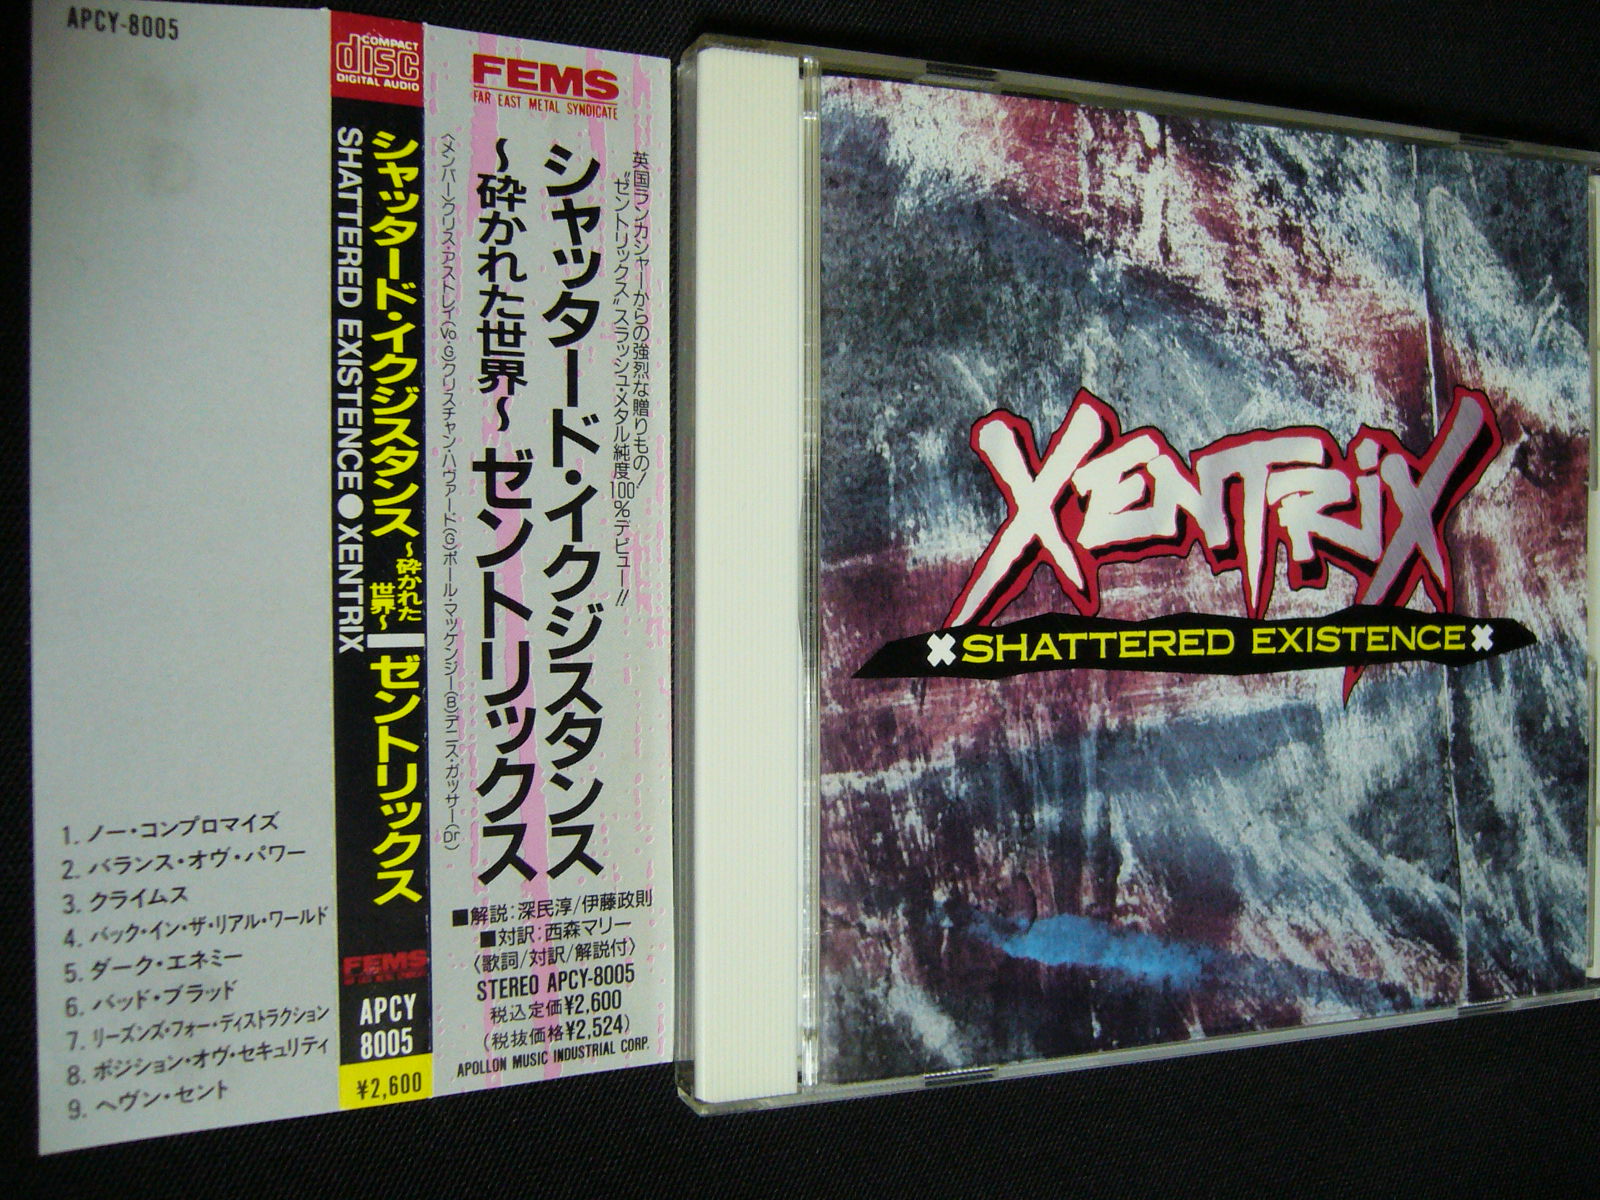 APCY-8005
1. ノー・コンプロマイズ
2. バランス・オヴ・パワー
3. クライムス
4. バック・イン・ザ・リアル・ワールド
5. ダーク・エネミー
6. バッド・ブラッド
7. リーズンズ・フォー・ディストラクション
8. ポジション・オヴ・セキュリティ
9. ヘヴン・セント
COMPACT
disc
DIGITAL AUDIO
シャッタード・イクジスタンス 〜砕かれた世界〜 ゼントリックス
SHATTERED EXISTENCE●XENTRIX
FEMS
APCY
8005
¥2,600
FEMS
FAR EAST METAL SYNDICATE
英国ランカシャーからの強烈な贈りもの!
“ゼントリックス”スラッシュ・メタル純度100%デビュー!!
シャッタード・イクジスタンス
〜砕かれた世界〜 ゼントリックス
〈メンバー〉クリス・アストレイ(Vo.G)クリスチャン・ハヴァード(G)ポール・マッケンジー(B)デニス・ガッサー(Dr)
■解説:深民淳/伊藤政則
■対訳:西森マリー
〈歌詞/対訳/解説付〉
STEREO APCY-8005
税込定価¥2,600
(税抜価格¥2,524)
APOLLON MUSIC INDUSTRIAL CORP.
XENTRIX
SHATTERED EXISTENCE